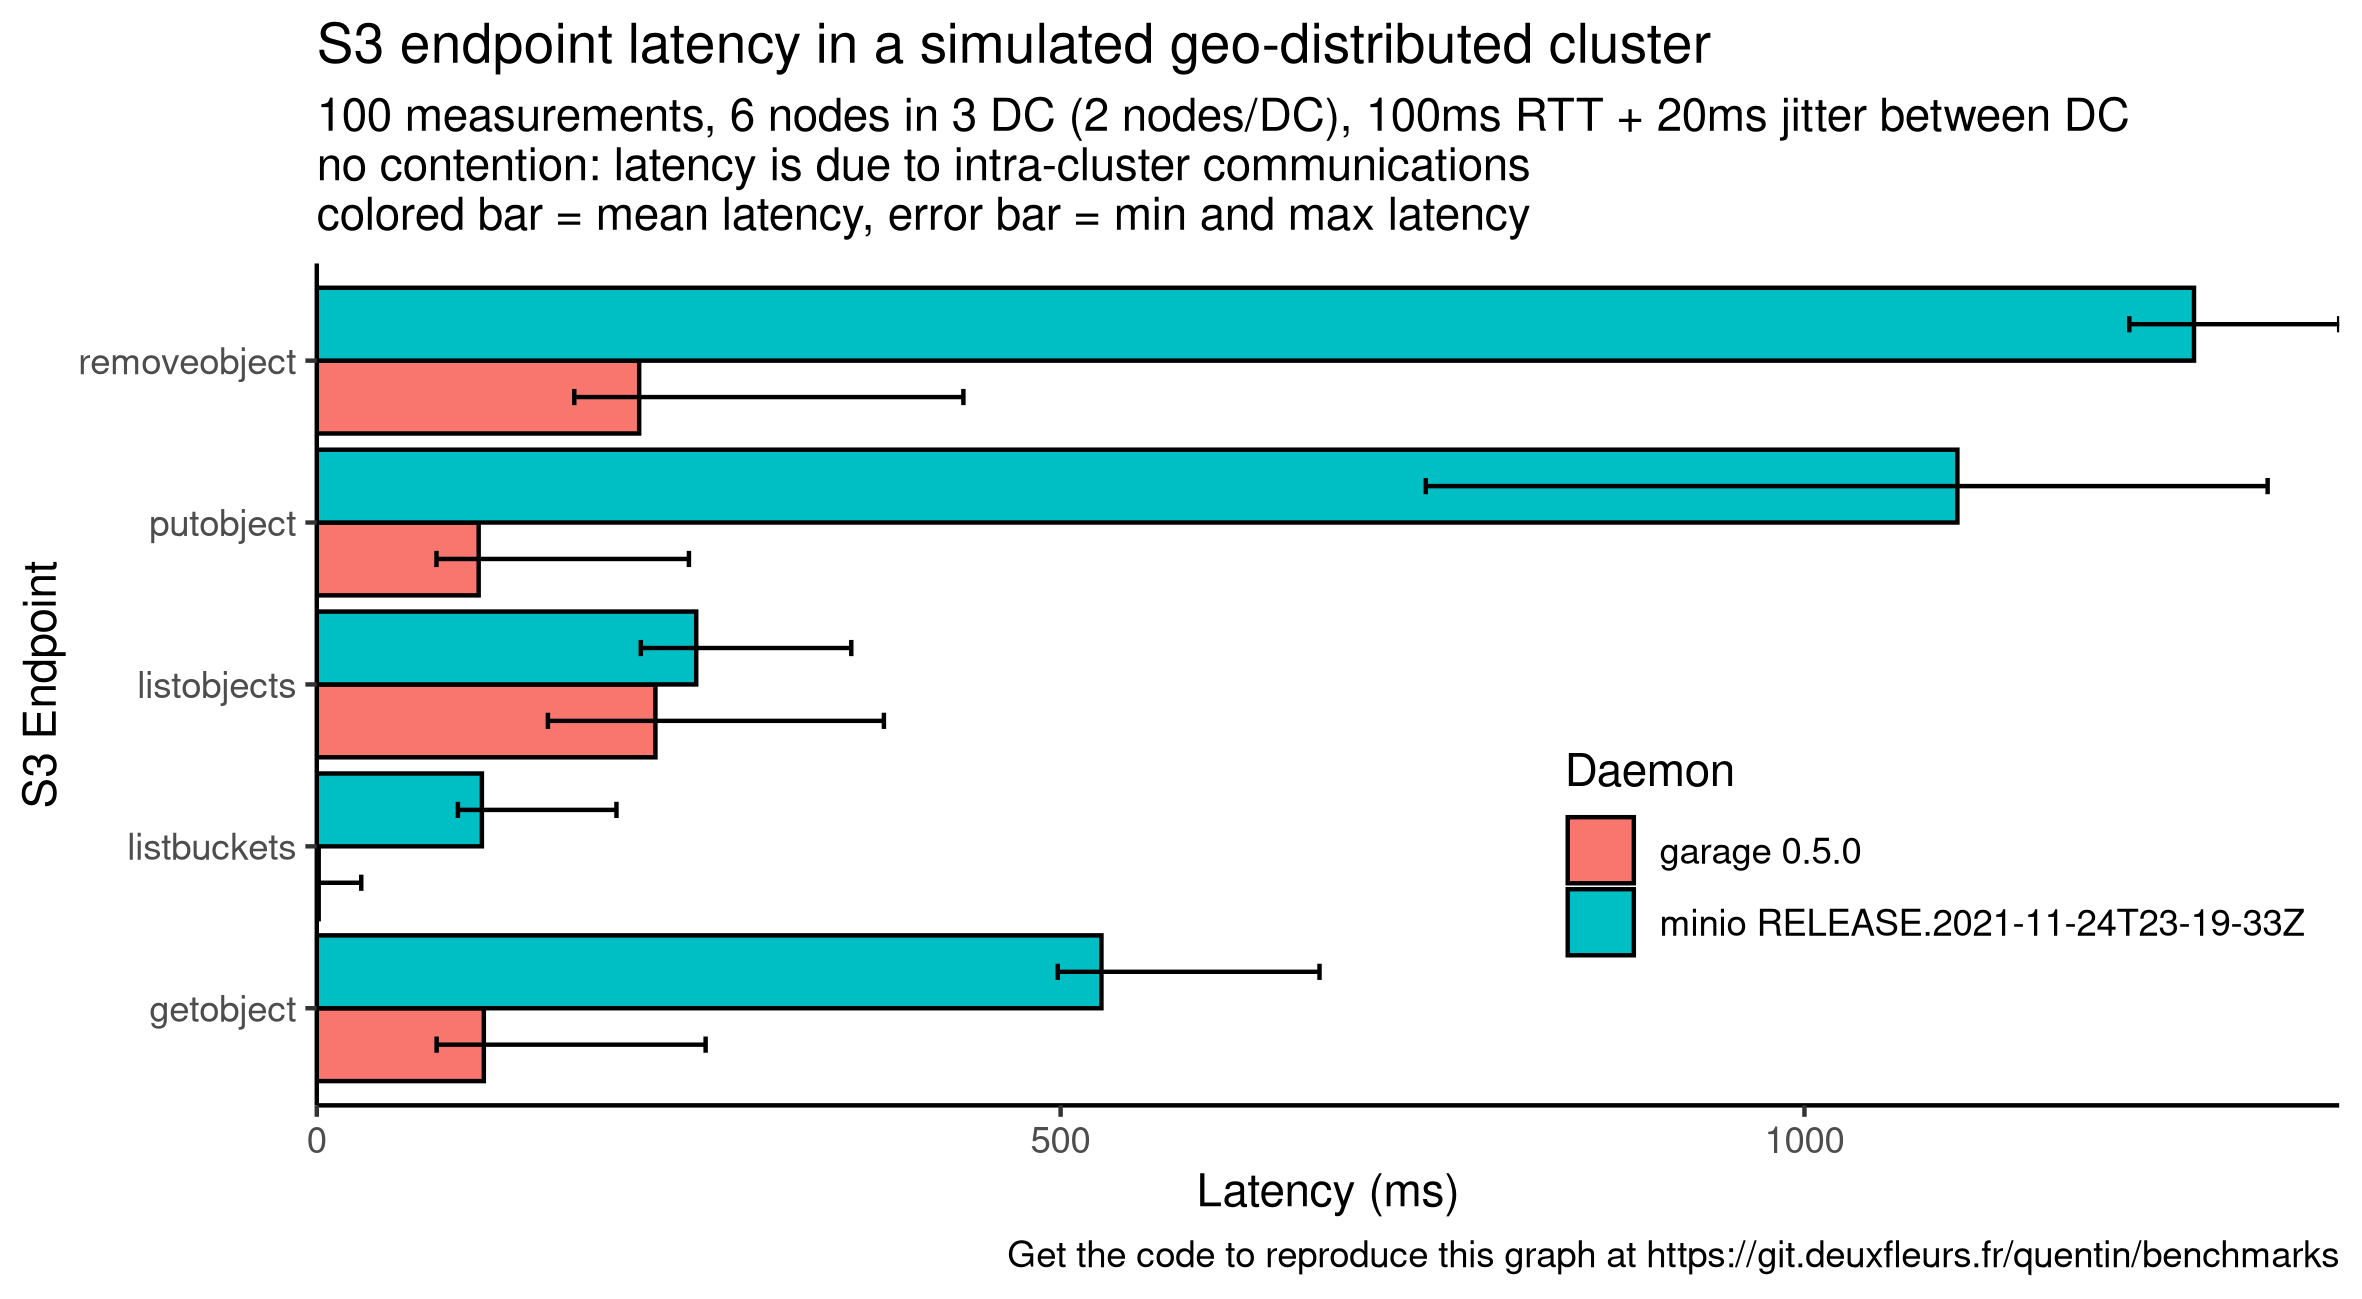 S3 endpoint latency in a simulated geo-distributed cluster
100 measurements, 6 nodes in 3 DC (2 nodes/DC), 100ms RTT + 20ms jitter between DC
no contention: latency is due to intra-cluster communications
colored bar = mean latency, error bar = min and max latency
S3 Endpoint
removeobject
putobject
listobjects
listbuckets
getobject
Daemon
garage 0.5.0
minio RELEASE.2021-11-24T23-19-33Z
0
500
1000
Latency (ms)
Get the code to reproduce this graph at https://git.deuxfleurs.fr/quentin/benchmarks